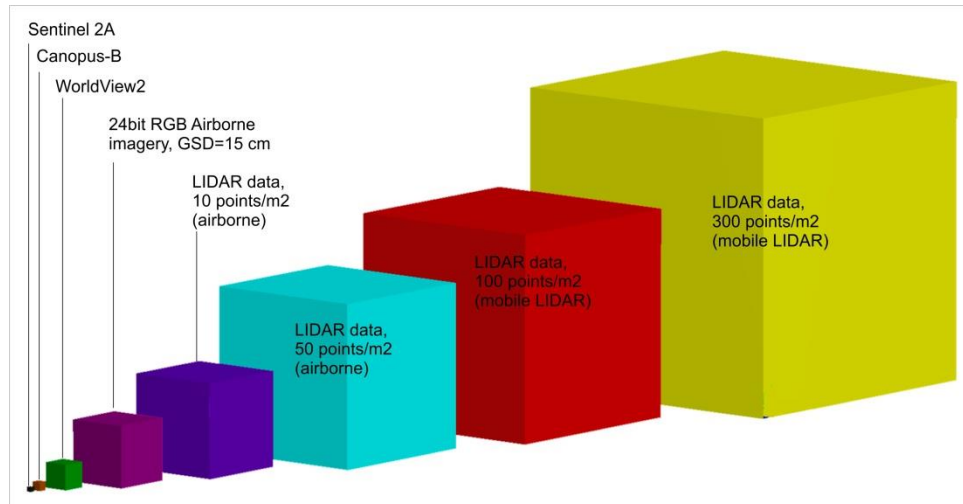 Sentinel 2A
Canopus-B
WorldView2
24bit RGB Airborne
imagery, GSD=15 cm
LIDAR data,
10 points/m2
(airborne)
LIDAR data,
50 points/m2
(airborne)
LIDAR data,
100 points/m2
(mobile LIDAR)
LIDAR data,
300 points/m2
(mobile LIDAR)